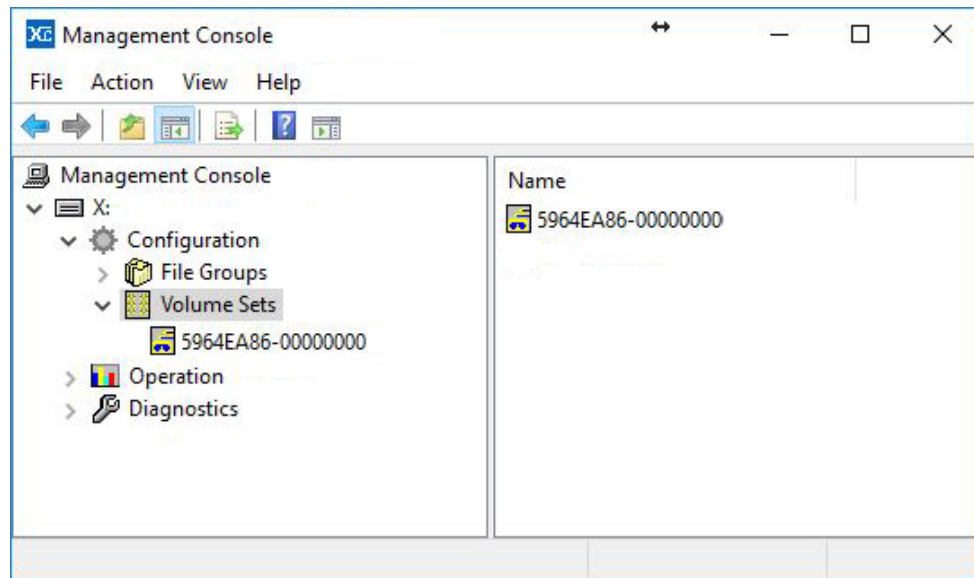 XC Management Console
File Action View Help
?
Management Console
X:
Configuration
File Groups
Volume Sets
5964EA86-00000000
Operation
Diagnostics
Name
5964EA86-00000000